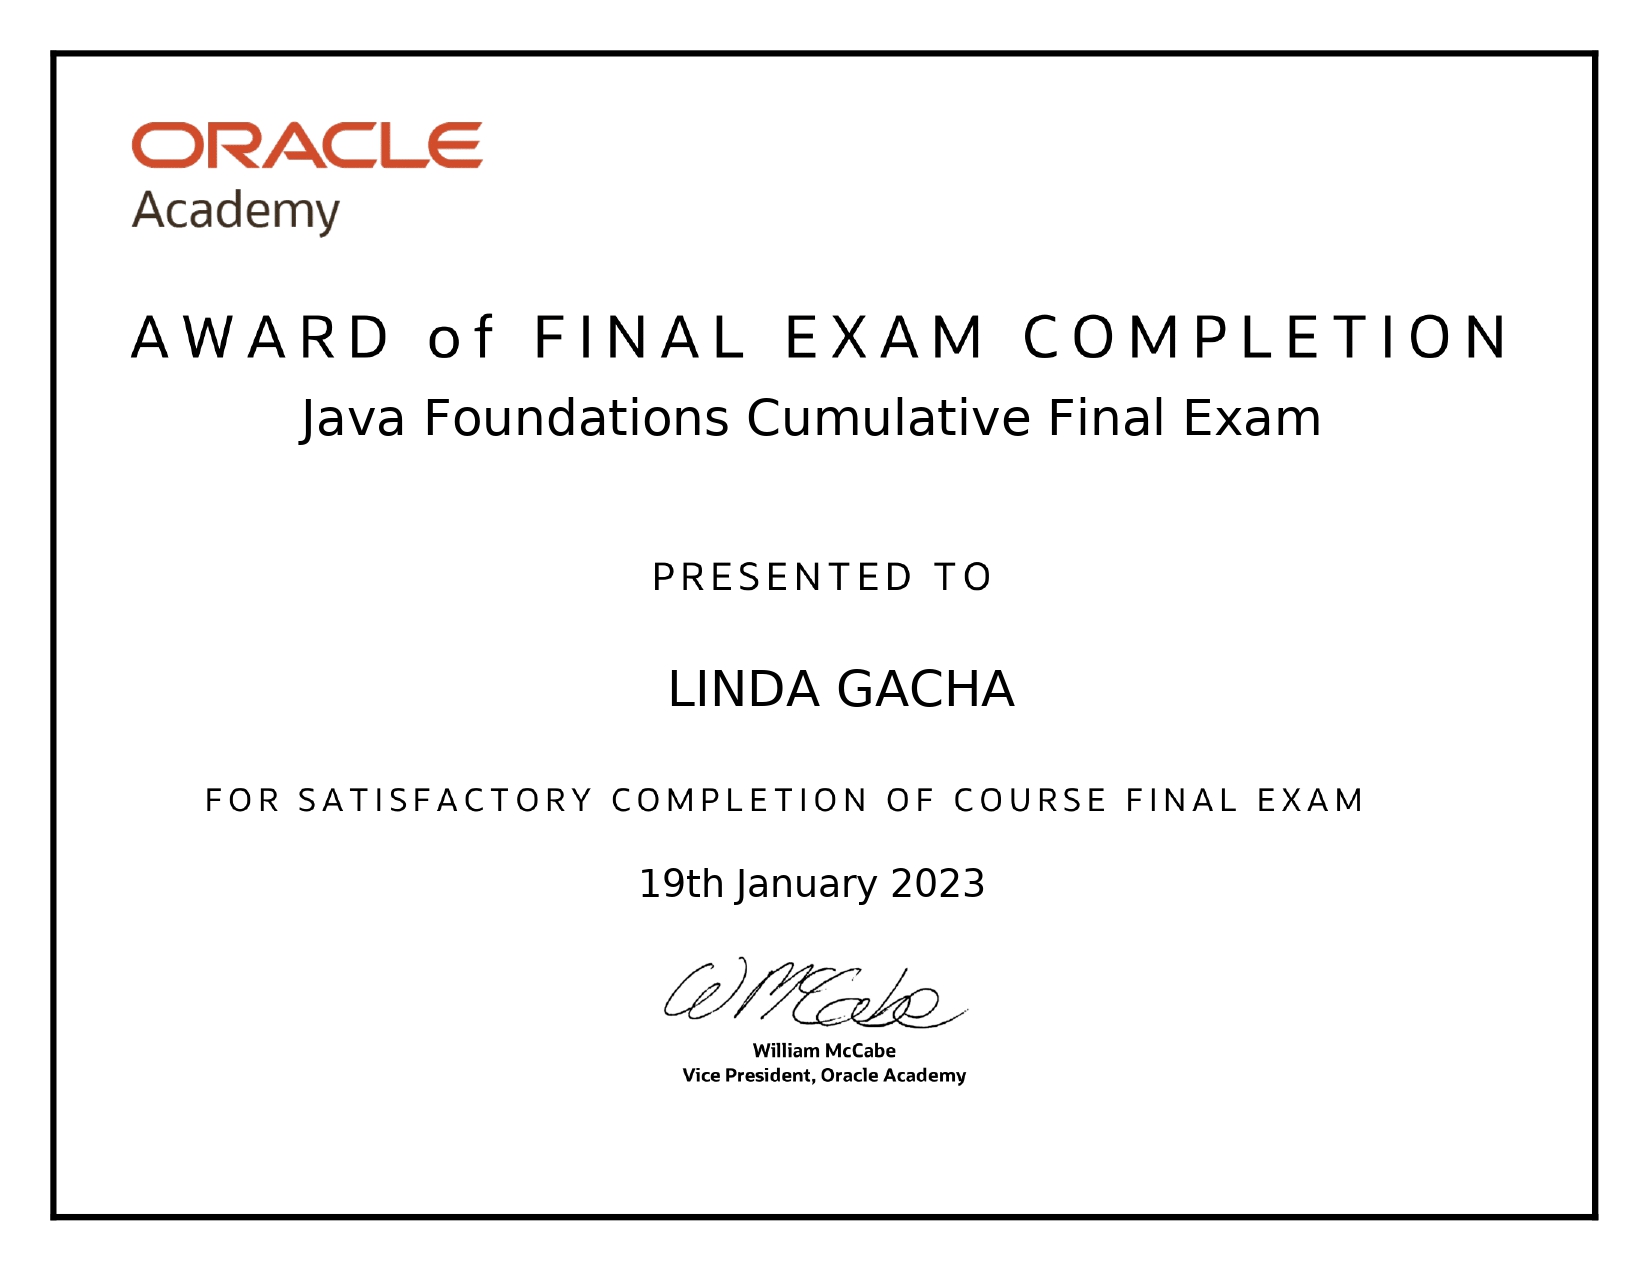 ORACLE
Academy
AWARD of FINAL EXAM COMPLETION
Java Foundations Cumulative Final Exam
PRESENTED TO
LINDA GACHA
FOR SATISFACTORY COMPLETION OF COURSE FINAL EXAM
19th January 2023
W McCabe
William McCabe
Vice President, Oracle Academy